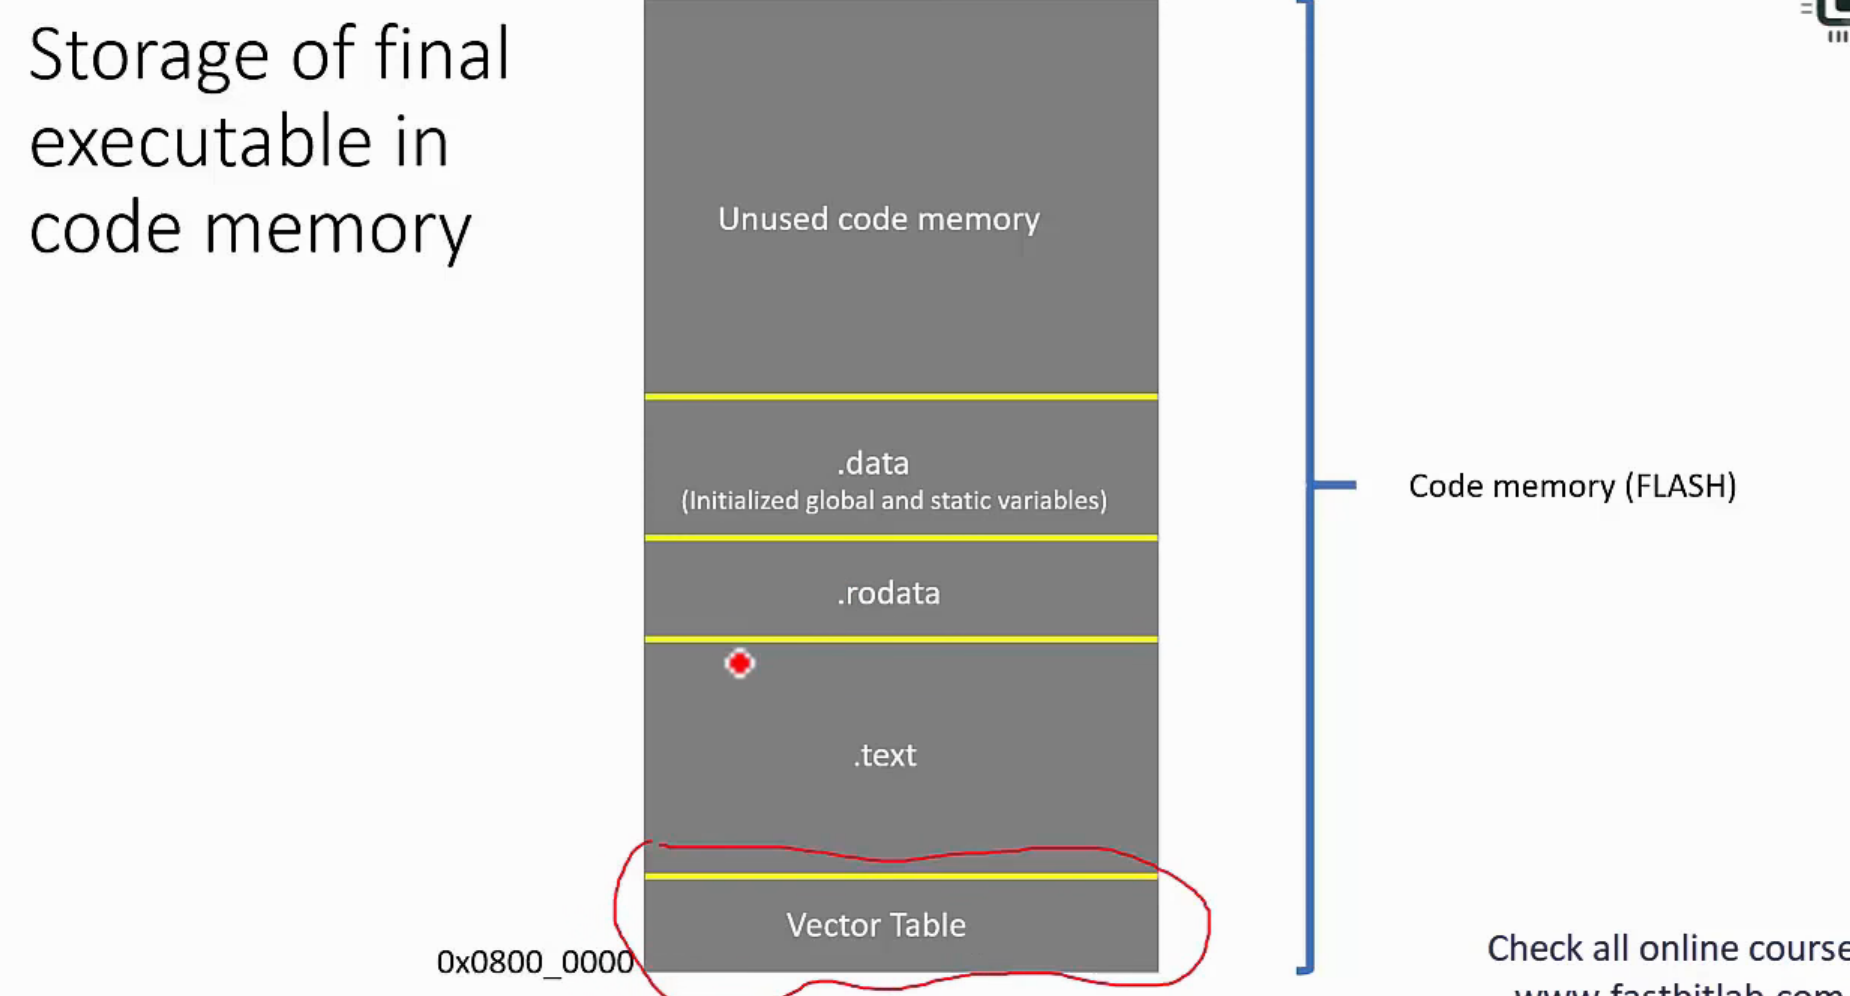 Storage of final
executable in
code memory
Unused code memory
.data
(Initialized global and static variables)
.rodata
.text
Vector Table
0x0800_0000
Code memory (FLASH)
Check all online course